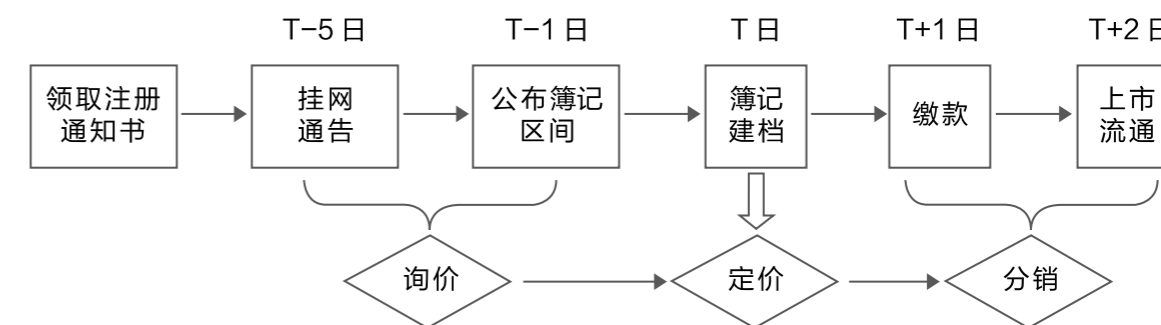 T−5 日
T−1 日
T 日
T+1 日
T+2 日
领取注册
通知书
挂网
通告
公布簿记
区间
簿记
建档
缴款
上市
流通
询价
定价
分销